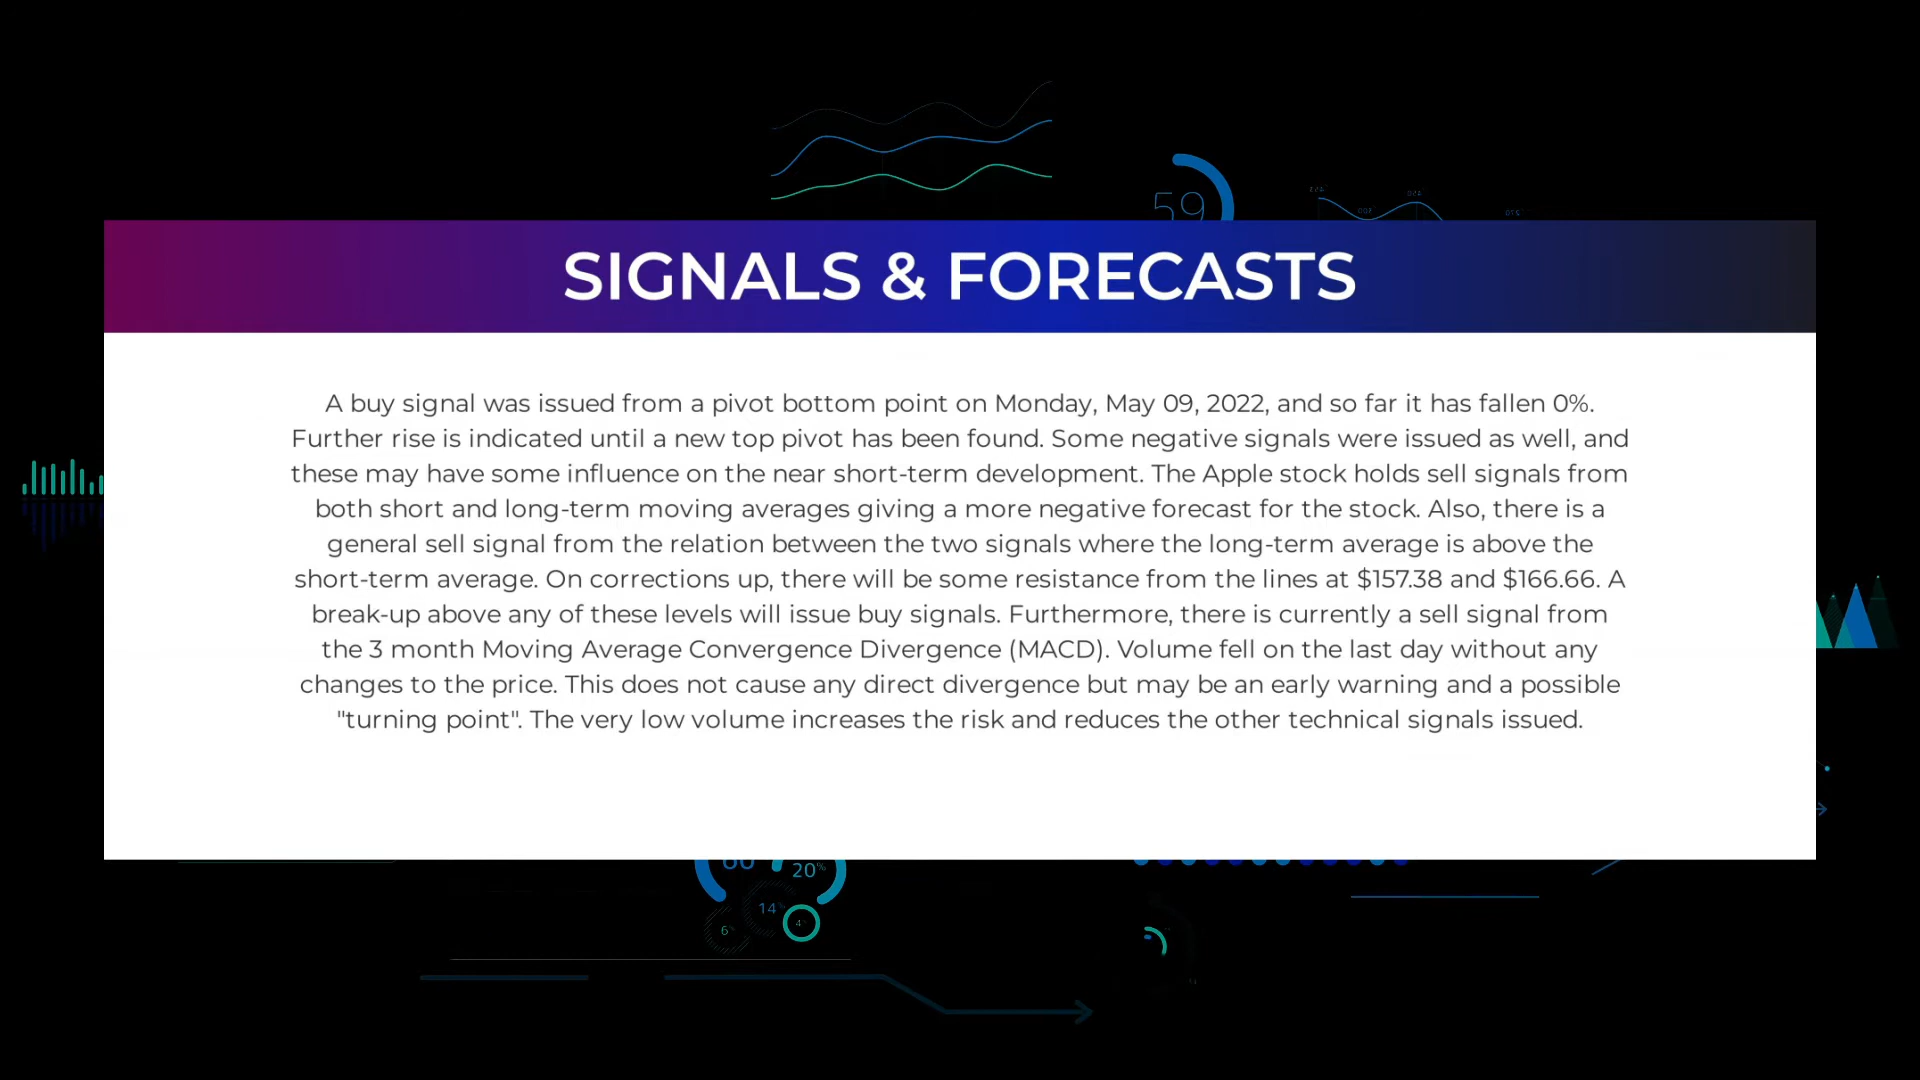 59
SIGNALS & FORECASTS
A buy signal was issued from a pivot bottom point on Monday, May 09, 2022, and so far it has fallen 0%.
Further rise is indicated until a new top pivot has been found. Some negative signals were issued as well, and
these may have some influence on the near short-term development. The Apple stock holds sell signals from
both short and long-term moving averages giving a more negative forecast for the stock. Also, there is a
general sell signal from the relation between the two signals where the long-term average is above the
short-term average. On corrections up, there will be some resistance from the lines at $157.38 and $166.66. A
break-up above any of these levels will issue buy signals. Furthermore, there is currently a sell signal from
the 3 month Moving Average Convergence Divergence (MACD). Volume fell on the last day without any
changes to the price. This does not cause any direct divergence but may be an early warning and a possible
"turning point". The very low volume increases the risk and reduces the other technical signals issued.
20%
14%
6
4